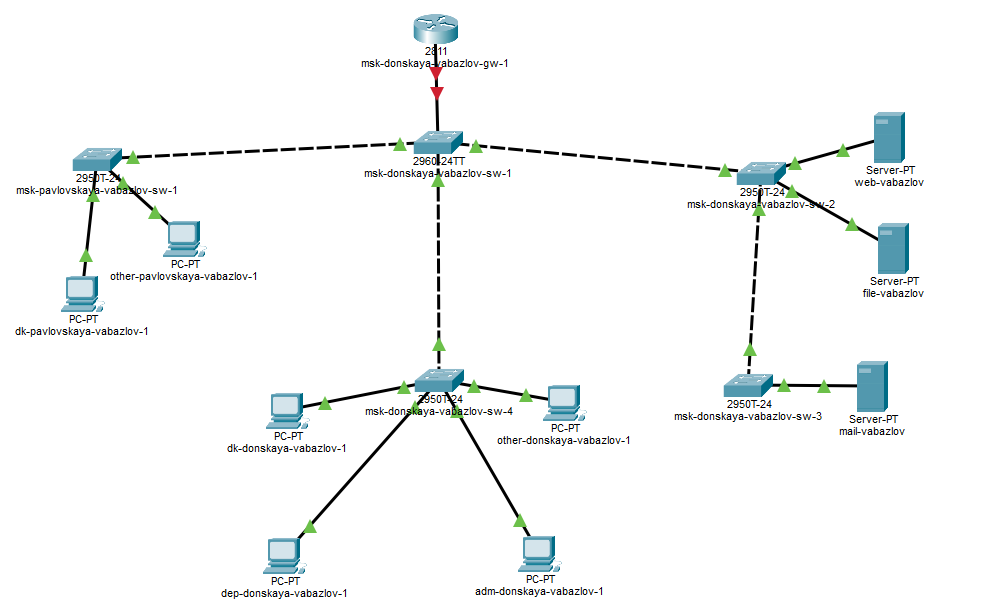 2811
msk-donskaya-vabazlov-gw-1
2960-24TT
msk-donskaya-vabazlov-sw-1
2950T-24
msk-pavlovskaya-vabazlov-sw-1
2950T-24
msk-donskaya-vabazlov-sw-2
Server-PT
web-vabazlov
PC-PT
other-pavlovskaya-vabazlov-1
Server-PT
file-vabazlov
PC-PT
dk-pavlovskaya-vabazlov-1
2950T-24
msk-donskaya-vabazlov-sw-4
2950T-24
msk-donskaya-vabazlov-sw-3
Server-PT
mail-vabazlov
PC-PT
dk-donskaya-vabazlov-1
PC-PT
other-donskaya-vabazlov-1
PC-PT
dep-donskaya-vabazlov-1
PC-PT
adm-donskaya-vabazlov-1